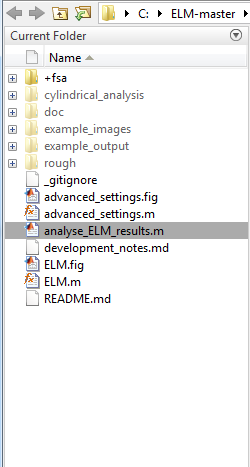 C: ELM-master
Current Folder
Name
+fsa
cylindrical_analysis
doc
example_images
example_output
rough
_gitignore
advanced_settings.fig
advanced_settings.m
analyse_ELM_results.m
development_notes.md
ELM.fig
ELM.m
README.md